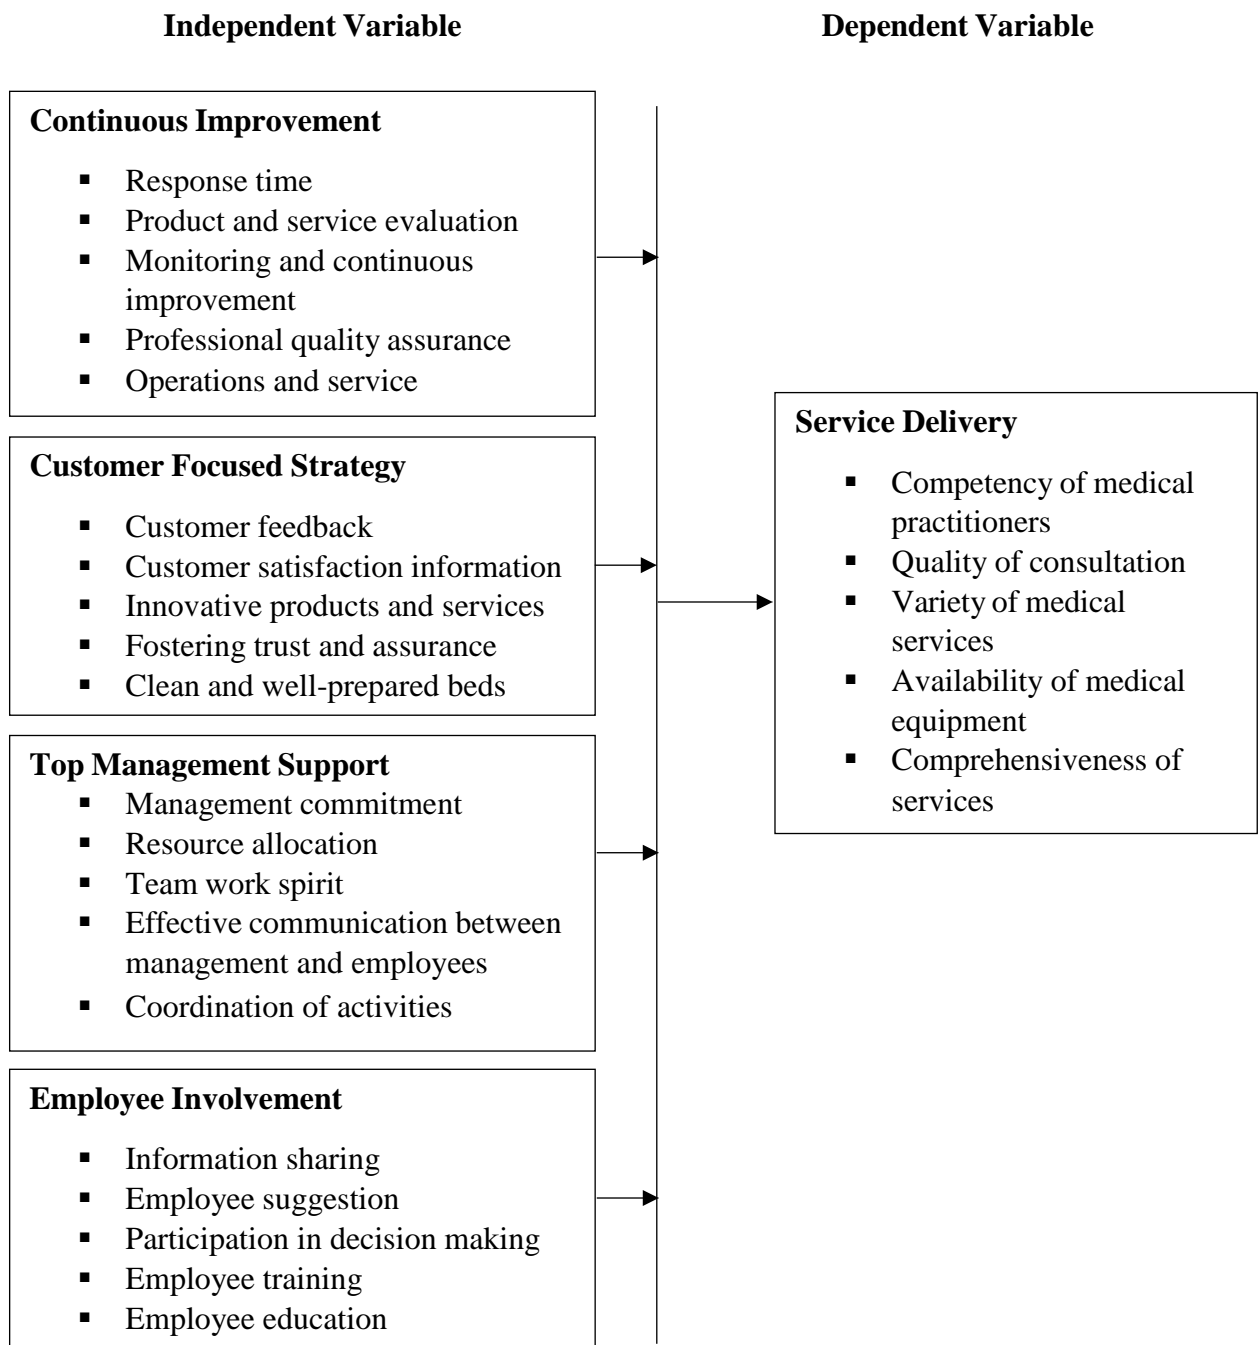 Independent Variable
Dependent Variable
Continuous Improvement
▪ Response time
▪ Product and service evaluation
▪ Monitoring and continuous
improvement
▪ Professional quality assurance
▪ Operations and service
Customer Focused Strategy
▪ Customer feedback
▪ Customer satisfaction information
▪ Innovative products and services
▪ Fostering trust and assurance
▪ Clean and well-prepared beds
Top Management Support
▪ Management commitment
▪ Resource allocation
▪ Team work spirit
▪ Effective communication between
management and employees
▪ Coordination of activities
Employee Involvement
▪ Information sharing
▪ Employee suggestion
▪ Participation in decision making
▪ Employee training
▪ Employee education
Service Delivery
▪ Competency of medical
practitioners
▪ Quality of consultation
▪ Variety of medical
services
▪ Availability of medical
equipment
▪ Comprehensiveness of
services